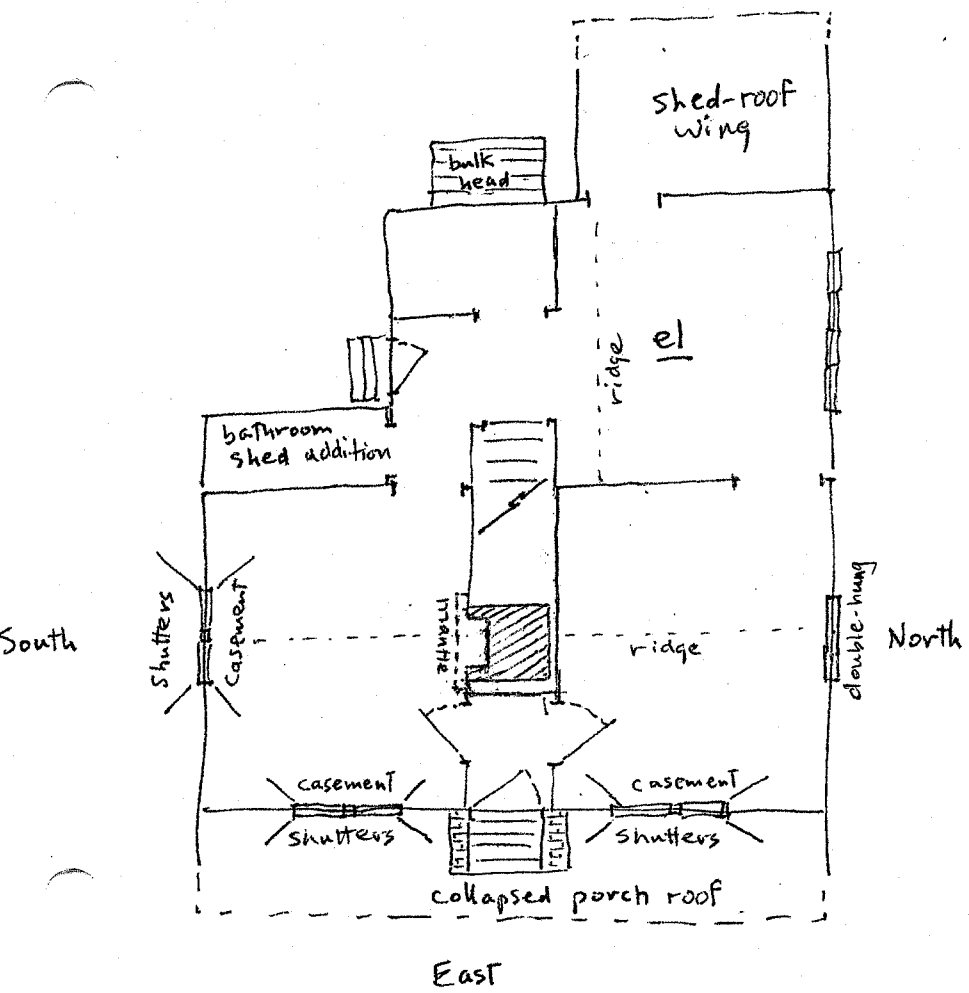 shed-roof
wing
bulk
head
el
ridge
bathroom
shed addition
South
shutters
casement
mantle
ridge
double-hung
North
casement
shutters
casement
shutters
collapsed porch roof
East